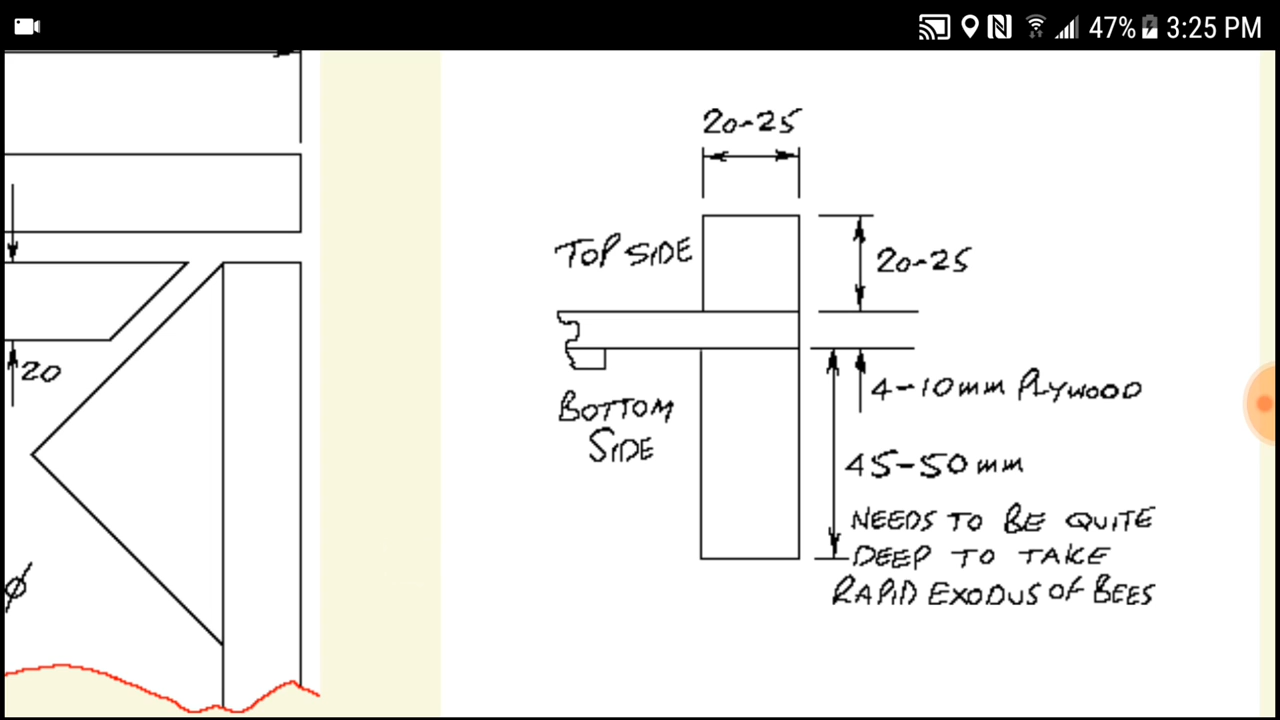 47% 3:25 PM
20-25
TOP SIDE
20-25
20
4-10mm PLYWOOD
BOTTOM
SIDE
45-50mm
NEEDS TO BE QUITE
DEEP TO TAKE
RAPID EXODUS OF BEES
Ø